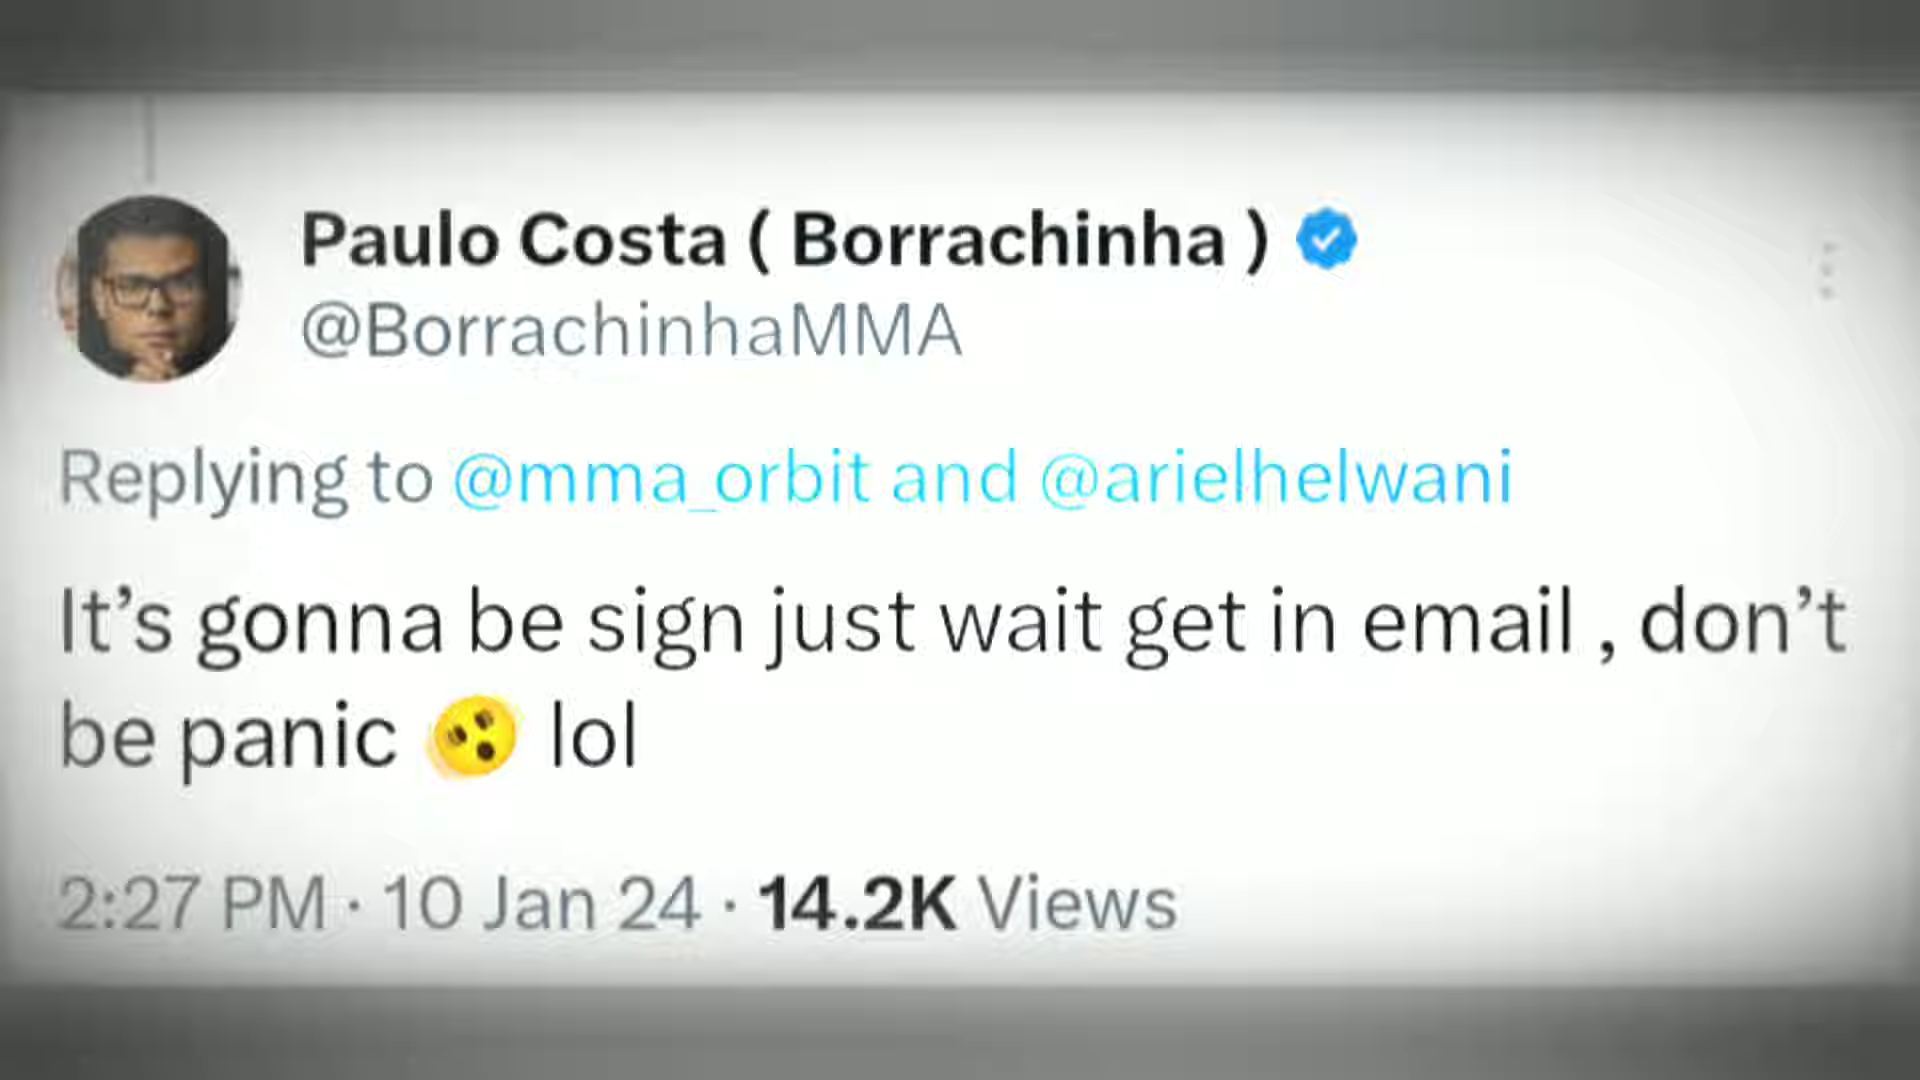 Paulo Costa ( Borrachinha )
@BorrachinhaMMA
Replying to @mma_orbit and @arielhelwani
It’s gonna be sign just wait get in email , don’t
be panic 🫨 lol
2:27 PM · 10 Jan 24 · 14.2K Views